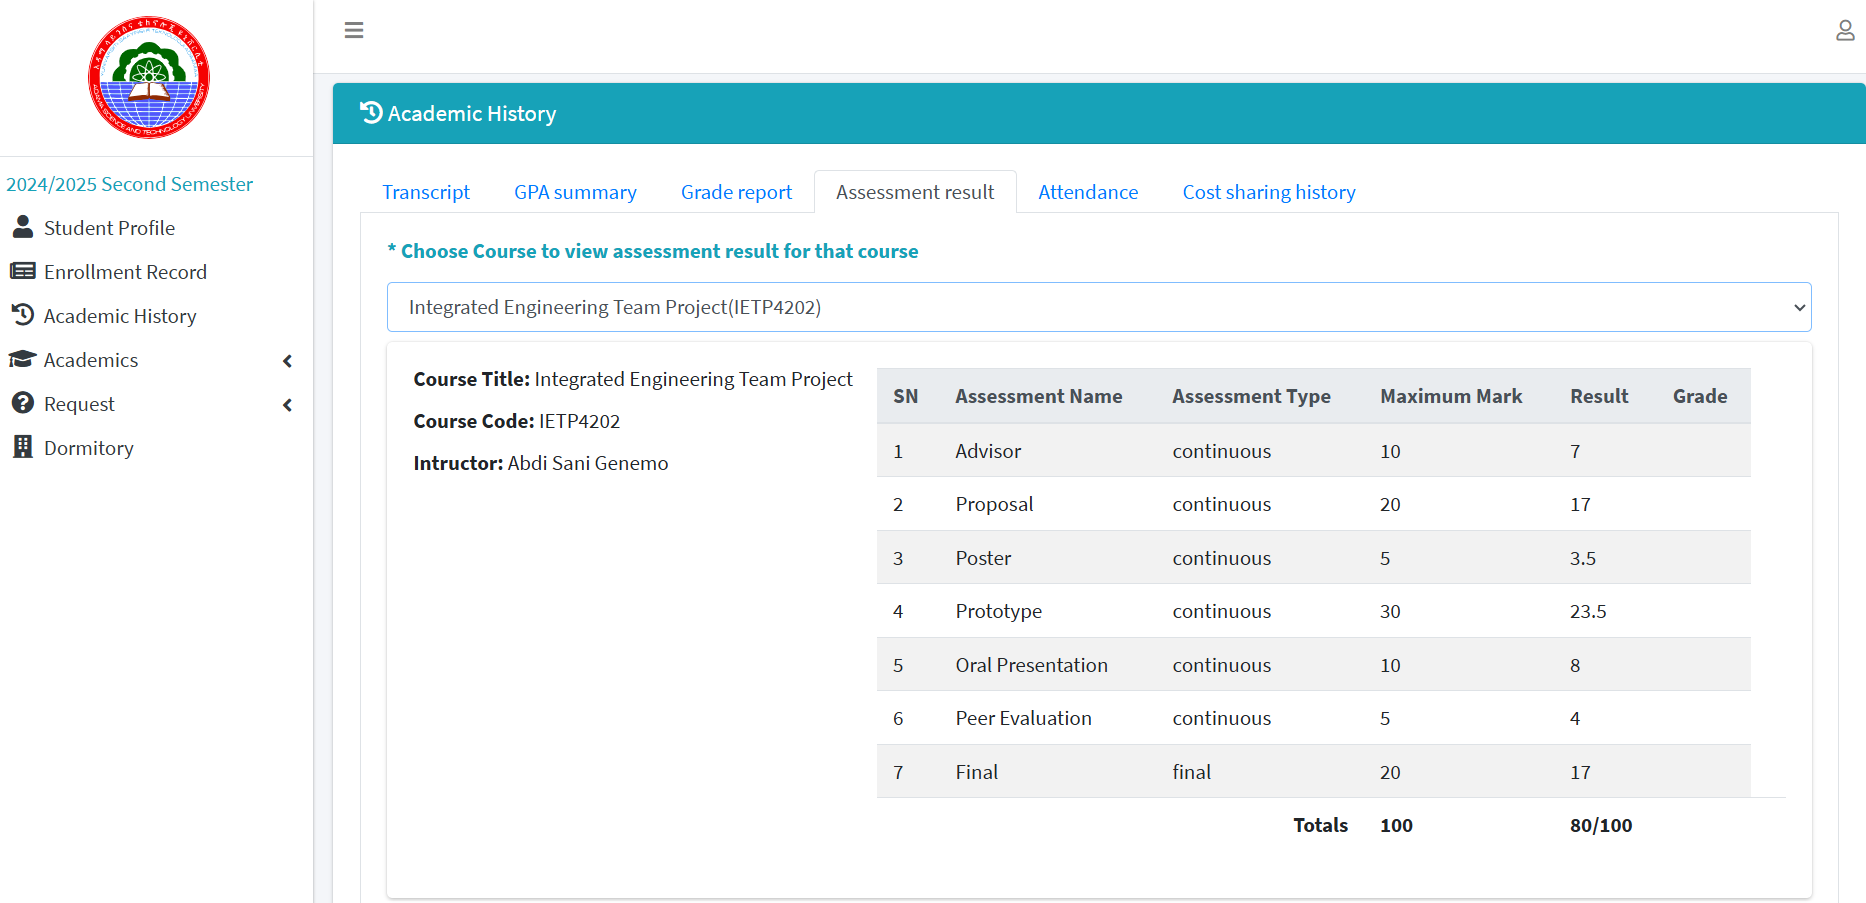 ADAMA SCIENCE AND TECHNOLOGY UNIVERSITY
2024/2025 Second Semester
Student Profile
Enrollment Record
Academic History
Academics
Request
Dormitory
Academic History
Transcript GPA summary Grade report Assessment result Attendance Cost sharing history
* Choose Course to view assessment result for that course
Integrated Engineering Team Project(IETP4202)
Course Title: Integrated Engineering Team Project
Course Code: IETP4202
Intructor: Abdi Sani Genemo
SN Assessment Name Assessment Type Maximum Mark Result Grade
1 Advisor continuous 10 7
2 Proposal continuous 20 17
3 Poster continuous 5 3.5
4 Prototype continuous 30 23.5
5 Oral Presentation continuous 10 8
6 Peer Evaluation continuous 5 4
7 Final final 20 17
Totals 100 80/100